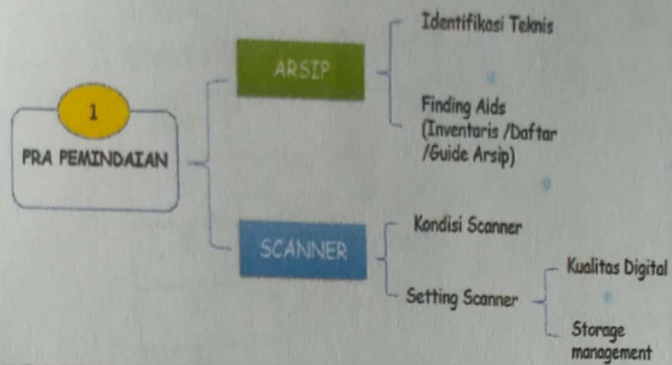 1
PRA PEMINDAIAN
ARSIP
Identifikasi Teknis
Finding Aids
(Inventaris /Daftar
/Guide Arsip)
SCANNER
Kondisi Scanner
Setting Scanner
Kualitas Digital
Storage
management